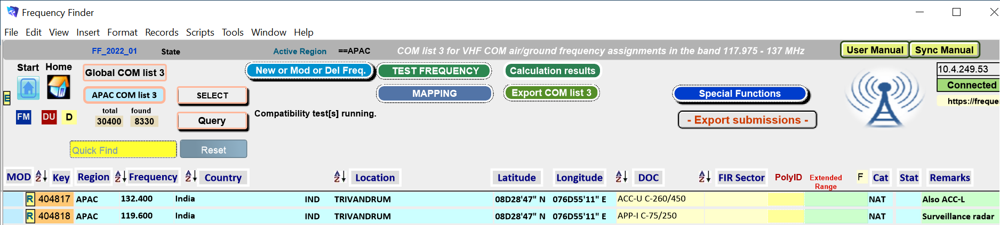 Frequency Finder
File Edit View Insert Format Records Scripts Tools Window Help
FF_2022_01 State Active Region ==APAC COM list 3 for VHF COM air/ground frequency assignments in the band 117.975 - 137 MHz User Manual Sync Manual
Start Home Global COM list 3 New or Mod or Del Freq. TEST FREQUENCY Calculation results 10.4.249.53
Connected
E APAC COM list 3 SELECT MAPPING Export COM list 3 Special Functions https://freque
total found
FM DU D 30400 8330 Query Compatibility test[s] running. - Export submissions -
Quick Find Reset
MOD AZ Key Region AZ Frequency AZ Country AZ Location Latitude Longitude AZ DOC AZ FIR Sector PolyID Extended Range F Cat Stat Remarks
R 404817 APAC 132.400 India IND TRIVANDRUM 08D28'47" N 076D55'11" E ACC-U C-260/450 NAT Also ACC-L
R 404818 APAC 119.600 India IND TRIVANDRUM 08D28'47" N 076D55'11" E APP-I C-75/250 NAT Surveillance radar